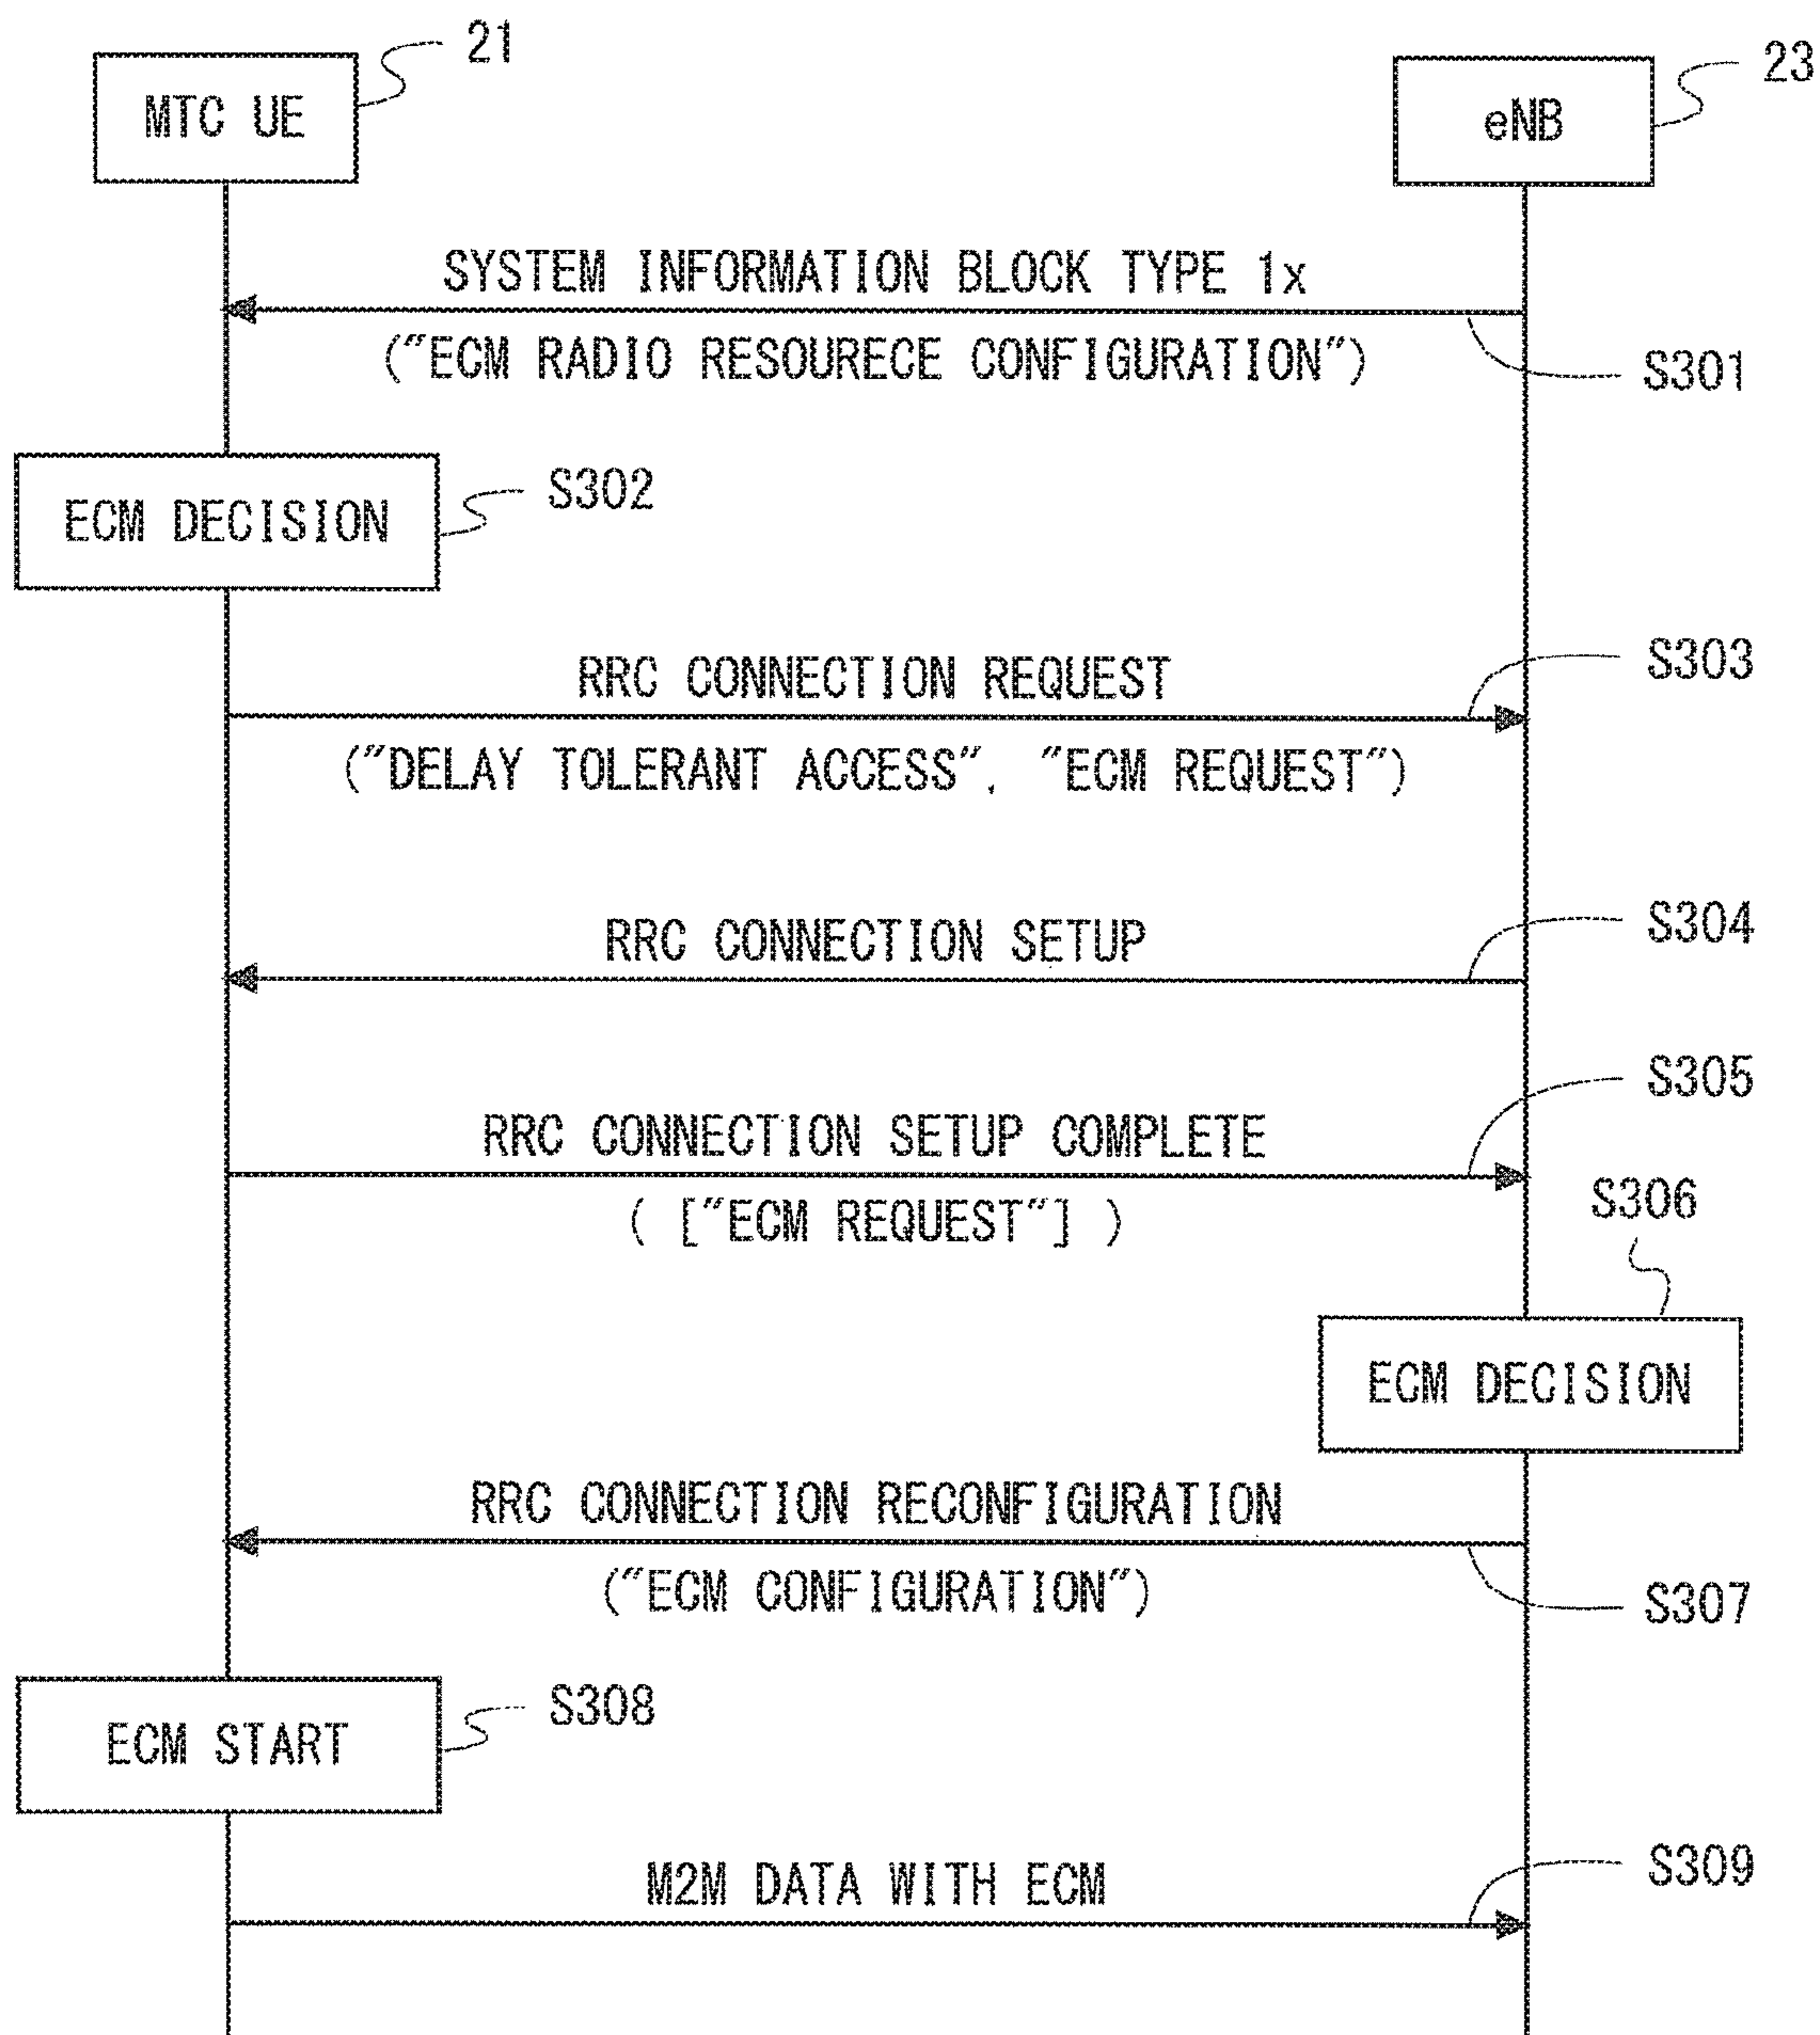 21
23
MTC UE
eNB
SYSTEM INFORMATION BLOCK TYPE 1x
("ECM RADIO RESOURECE CONFIGURATION")
S301
ECM DECISION
S302
RRC CONNECTION REQUEST
S303
("DELAY TOLERANT ACCESS", "ECM REQUEST")
RRC CONNECTION SETUP
S304
S305
RRC CONNECTION SETUP COMPLETE
( ["ECM REQUEST"] )
S306
ECM DECISION
RRC CONNECTION RECONFIGURATION
("ECM CONFIGURATION")
S307
ECM START
S308
M2M DATA WITH ECM
S309